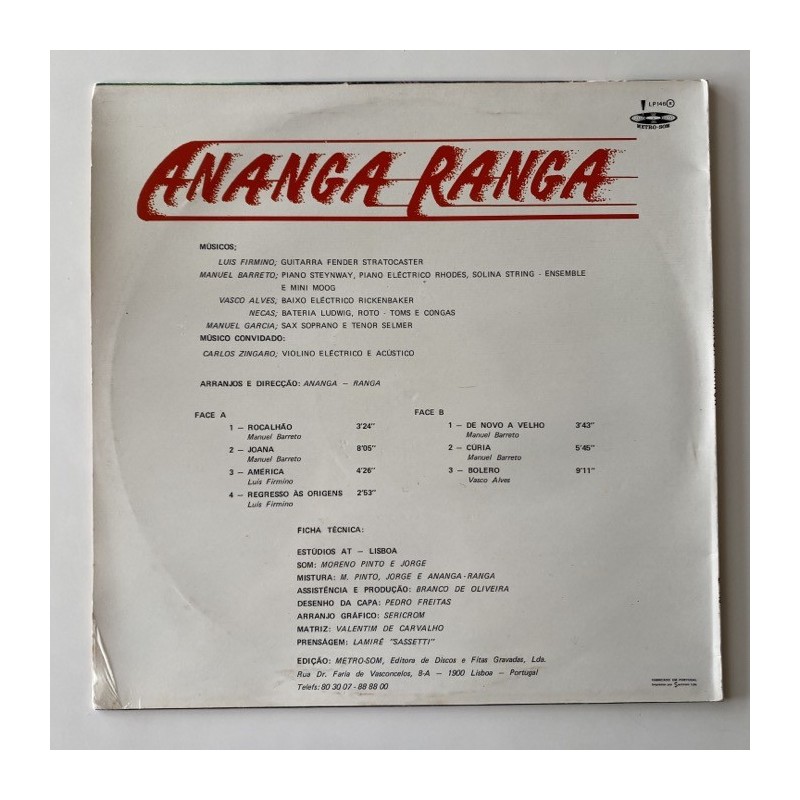 LP146
METRO-SOM
ANANGA RANGA
MÚSICOS;
LUIS FIRMINO; GUITARRA FENDER STRATOCASTER
MANUEL BARRETO; PIANO STEYNWAY, PIANO ELÉCTRICO RHODES, SOLINA STRING - ENSEMBLE
E MINI MOOG
VASCO ALVES; BAIXO ELÉCTRICO RICKENBAKER
NECAS; BATERIA LUDWIG, ROTO - TOMS E CONGAS
MANUEL GARCIA; SAX SOPRANO E TENOR SELMER
MÚSICO CONVIDADO:
CARLOS ZINGARO; VIOLINO ELÉCTRICO E ACÚSTICO
ARRANJOS E DIRECÇÃO: ANANGA – RANGA
FACE A
1 – ROCALHÃO 3'24"
Manuel Barreto
2 – JOANA 8'05"
Manuel Barreto
3 – AMÉRICA 4'26"
Luis Firmino
4 – REGRESSO ÀS ORIGENS 2'53"
Luis Firmino
FACE B
1 – DE NOVO A VELHO 3'43"
Manuel Barreto
2 – CÚRIA 5'45"
Manuel Barreto
3 – BOLERO 9'11"
Vasco Alves
FICHA TÉCNICA:
ESTÚDIOS AT – LISBOA
SOM: MORENO PINTO E JORGE
MISTURA: M. PINTO, JORGE E ANANGA-RANGA
ASSISTÊNCIA E PRODUÇÃO: BRANCO DE OLIVEIRA
DESENHO DA CAPA: PEDRO FREITAS
ARRANJO GRÁFICO: SERICROM
MATRIZ: VALENTIM DE CARVALHO
PRENSÁGEM: LAMIRÉ "SASSETTI"
EDIÇÃO: METRO-SOM, Editora de Discos e Fitas Gravadas, Lda.
Rua Dr. Faria de Vasconcelos, 8-A – 1900 Lisboa – Portugal
Telefs: 80 30 07 - 88 88 00
FABRICADO EM PORTUGAL